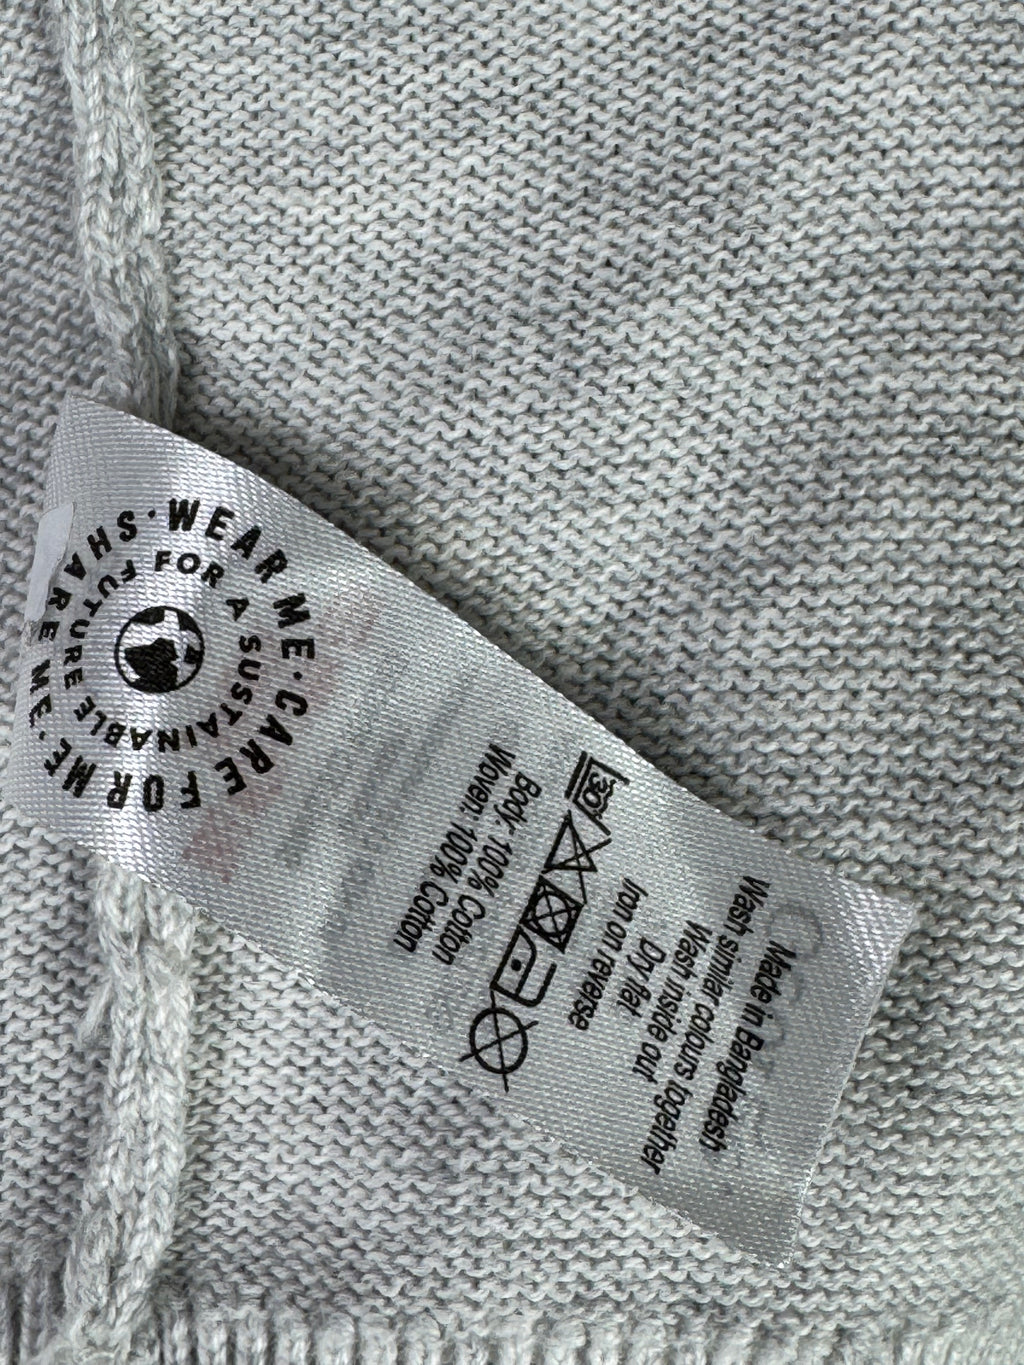 WEAR ME · CARE FOR ME · SHARE ME ·
FOR A SUSTAINABLE FUTURE
Woven: 100% Cotton
Body: 100% Cotton
30
Iron on reverse
Dry flat
Wash inside out
Wash similar colours together
Made in Bangladesh